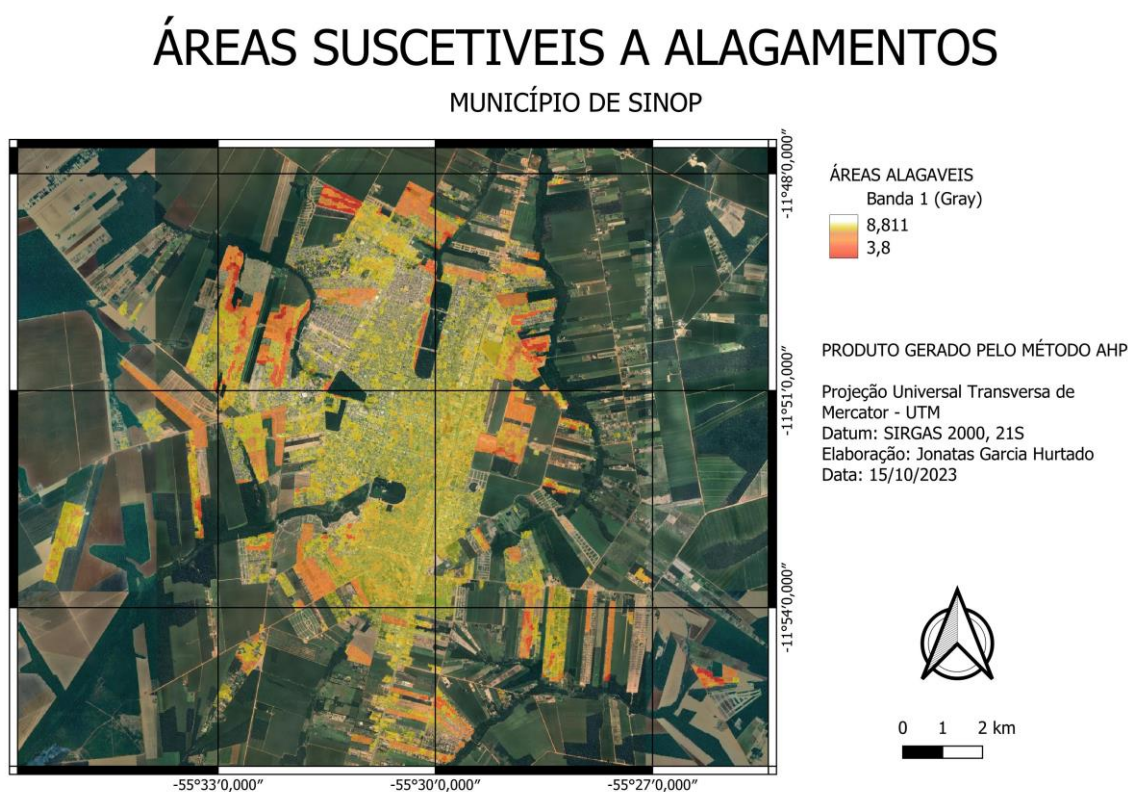 ÁREAS SUSCETIVEIS A ALAGAMENTOS
MUNICÍPIO DE SINOP
ÁREAS ALAGAVEIS
Banda 1 (Gray)
8,811
3,8
PRODUTO GERADO PELO MÉTODO AHP
Projeção Universal Transversa de
Mercator - UTM
Datum: SIRGAS 2000, 21S
Elaboração: Jonatas Garcia Hurtado
Data: 15/10/2023
-11°48'0,000"
-11°51'0,000"
-11°54'0,000"
0 1 2 km
-55°33'0,000" -55°30'0,000" -55°27'0,000"